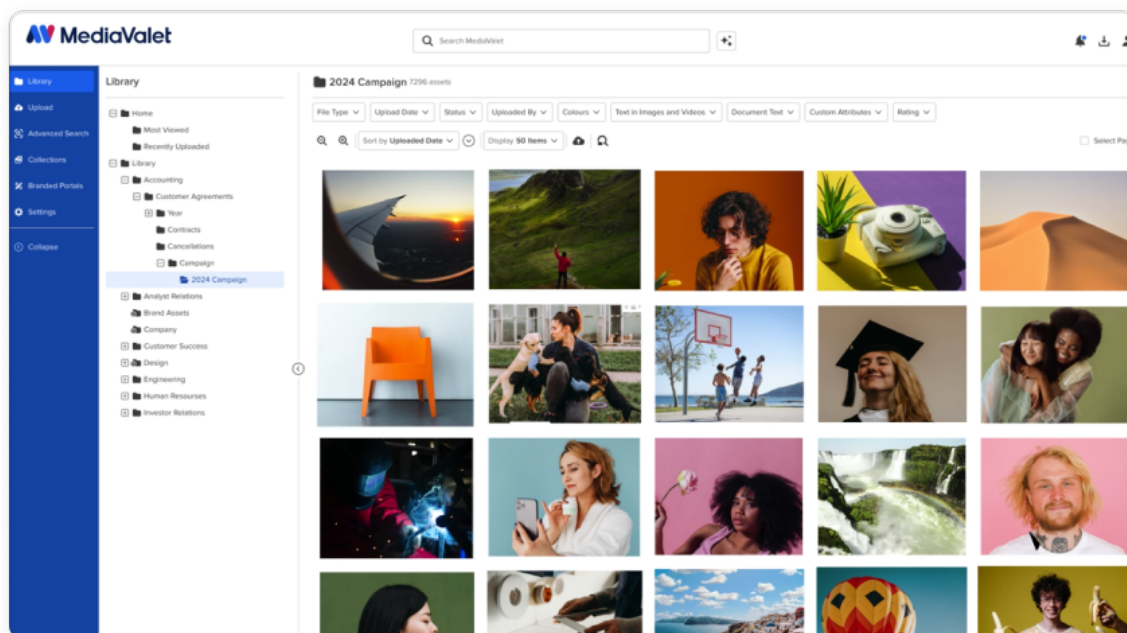 MediaValet
Search MediaValet
Library
Upload
Advanced Search
Collections
Branded Portals
Settings
Collapse
Library
Home
Most Viewed
Recently Uploaded
Library
Accounting
Customer Agreements
Year
Contracts
Cancellations
Campaign
2024 Campaign
Analyst Relations
Brand Assets
Company
Customer Success
Design
Engineering
Human Resourses
Investor Relations
2024 Campaign 7296 assets
File Type Upload Date Status Uploaded By Colours Text in Images and Videos Document Text Custom Attributes Rating
Sort by Uploaded Date Display 50 Items Select